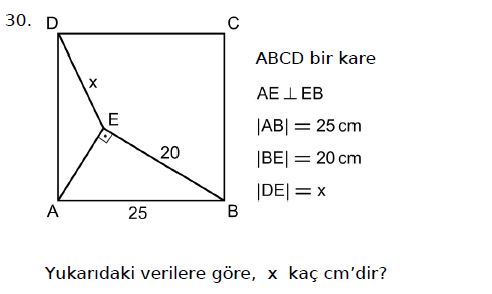 30.
D C
x
E
20
A 25 B
ABCD bir kare
AE ⊥ EB
|AB| = 25 cm
|BE| = 20 cm
|DE| = x
Yukarıdaki verilere göre, x kaç cm’dir?